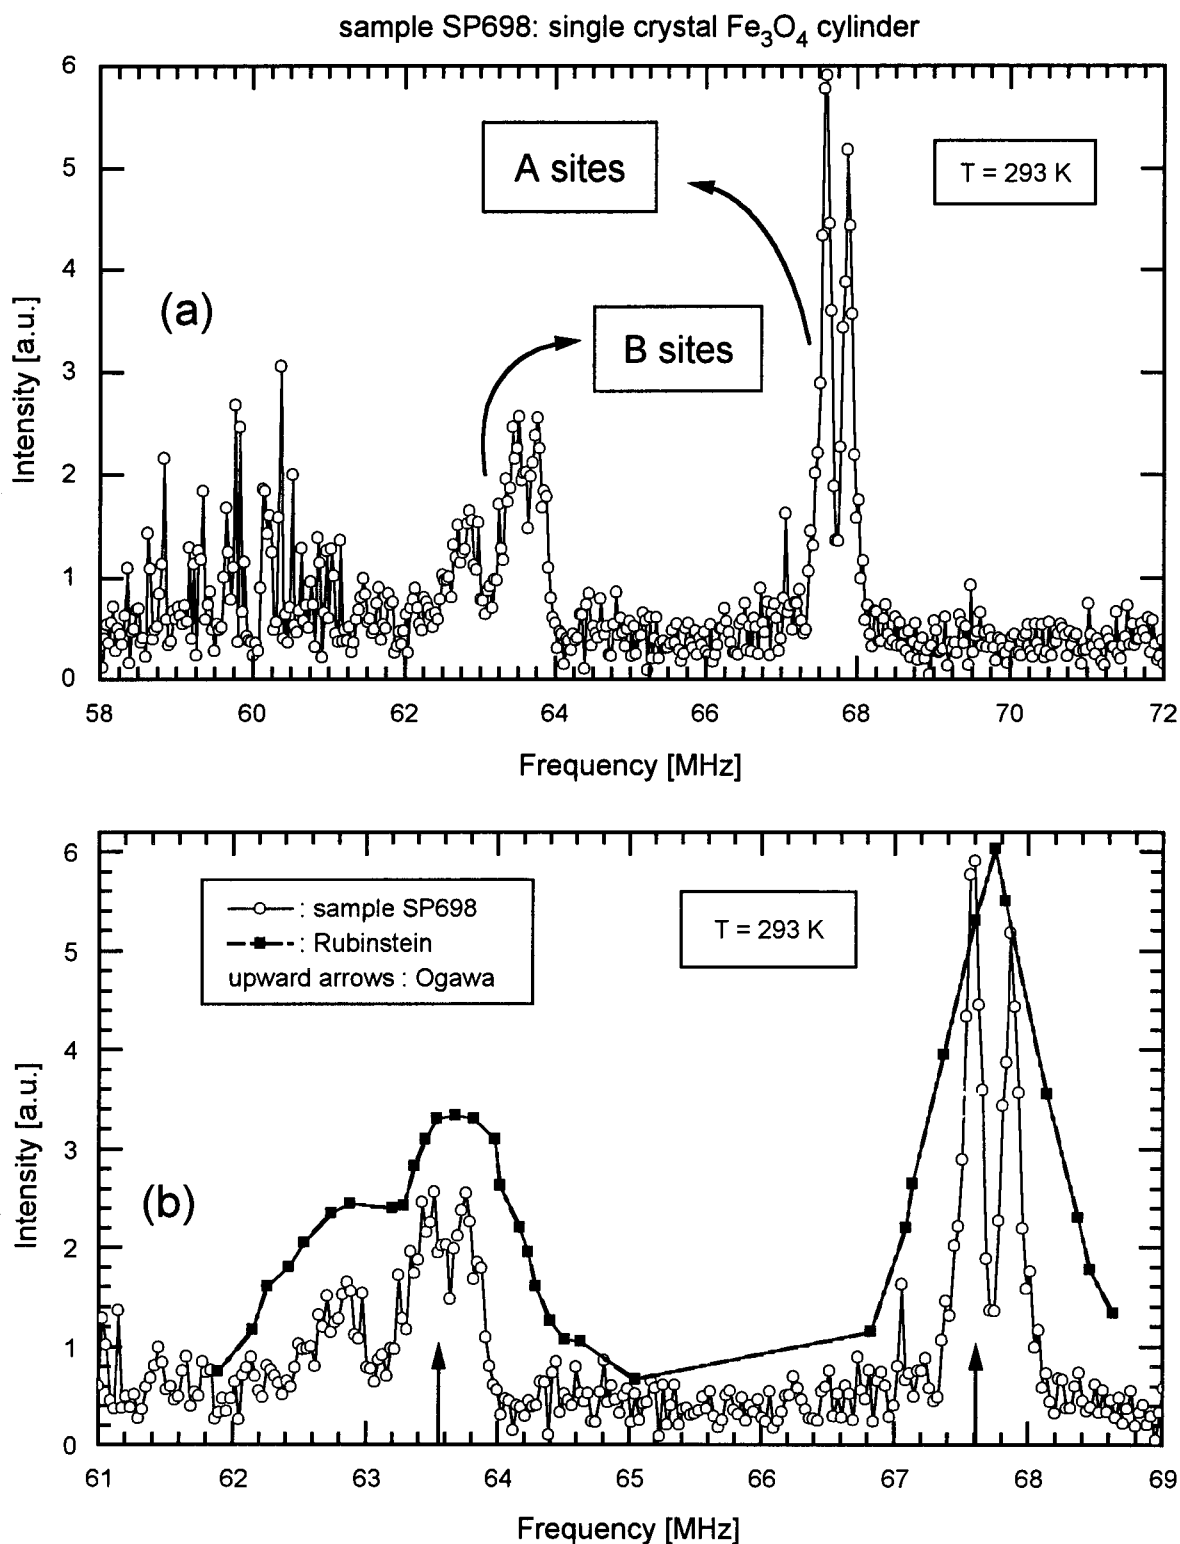 sample SP698: single crystal Fe₃O₄ cylinder
6
5
4
3
2
1
0
Intensity [a.u.]
(a)
A sites
B sites
T = 293 K
58
60
62
64
66
68
70
72
Frequency [MHz]
6
5
4
3
2
1
0
Intensity [a.u.]
(b)
: sample SP698
: Rubinstein
upward arrows : Ogawa
T = 293 K
61
62
63
64
65
66
67
68
69
Frequency [MHz]